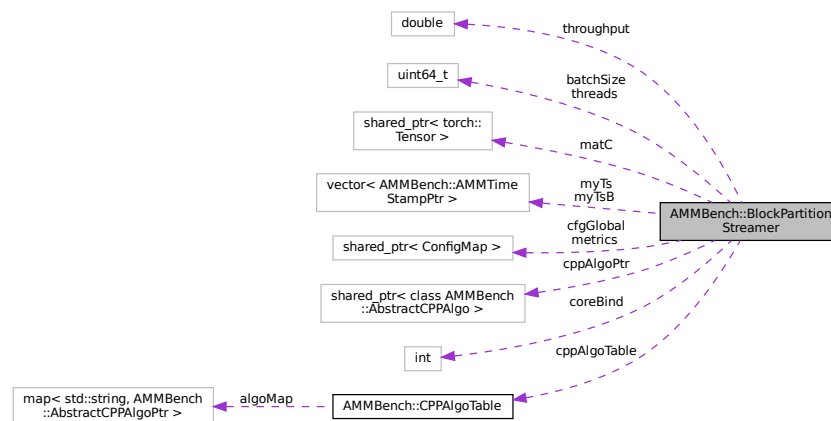 double
throughput
uint64_t
batchSize
threads
shared_ptr< torch::
Tensor >
matC
vector< AMMBench::AMMTime
StampPtr >
myTs
myTsB
AMMBench::BlockPartition
Streamer
shared_ptr< ConfigMap >
cfgGlobal
metrics
shared_ptr< class AMMBench
::AbstractCPPAlgo >
cppAlgoPtr
int
coreBind
cppAlgoTable
map< std::string, AMMBench
::AbstractCPPAlgoPtr >
algoMap
AMMBench::CPPAlgoTable